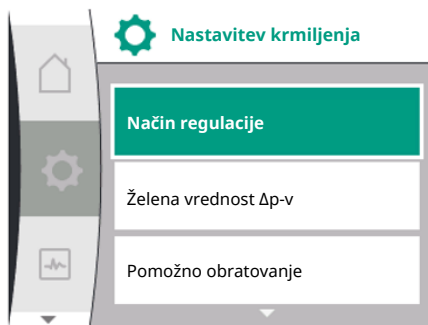 Nastavitev krmiljenja
Način regulacije
Želena vrednost Δp-v
Pomožno obratovanje